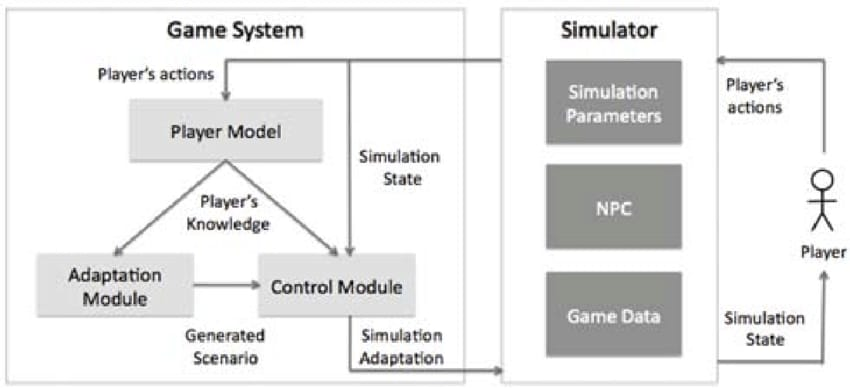 Game System
Simulator
Player's actions
Player Model
Simulation
State
Player's
Knowledge
Adaptation
Module
Control Module
Generated
Scenario
Simulation
Adaptation
Simulation
Parameters
NPC
Game Data
Player's
actions
Player
Simulation
State